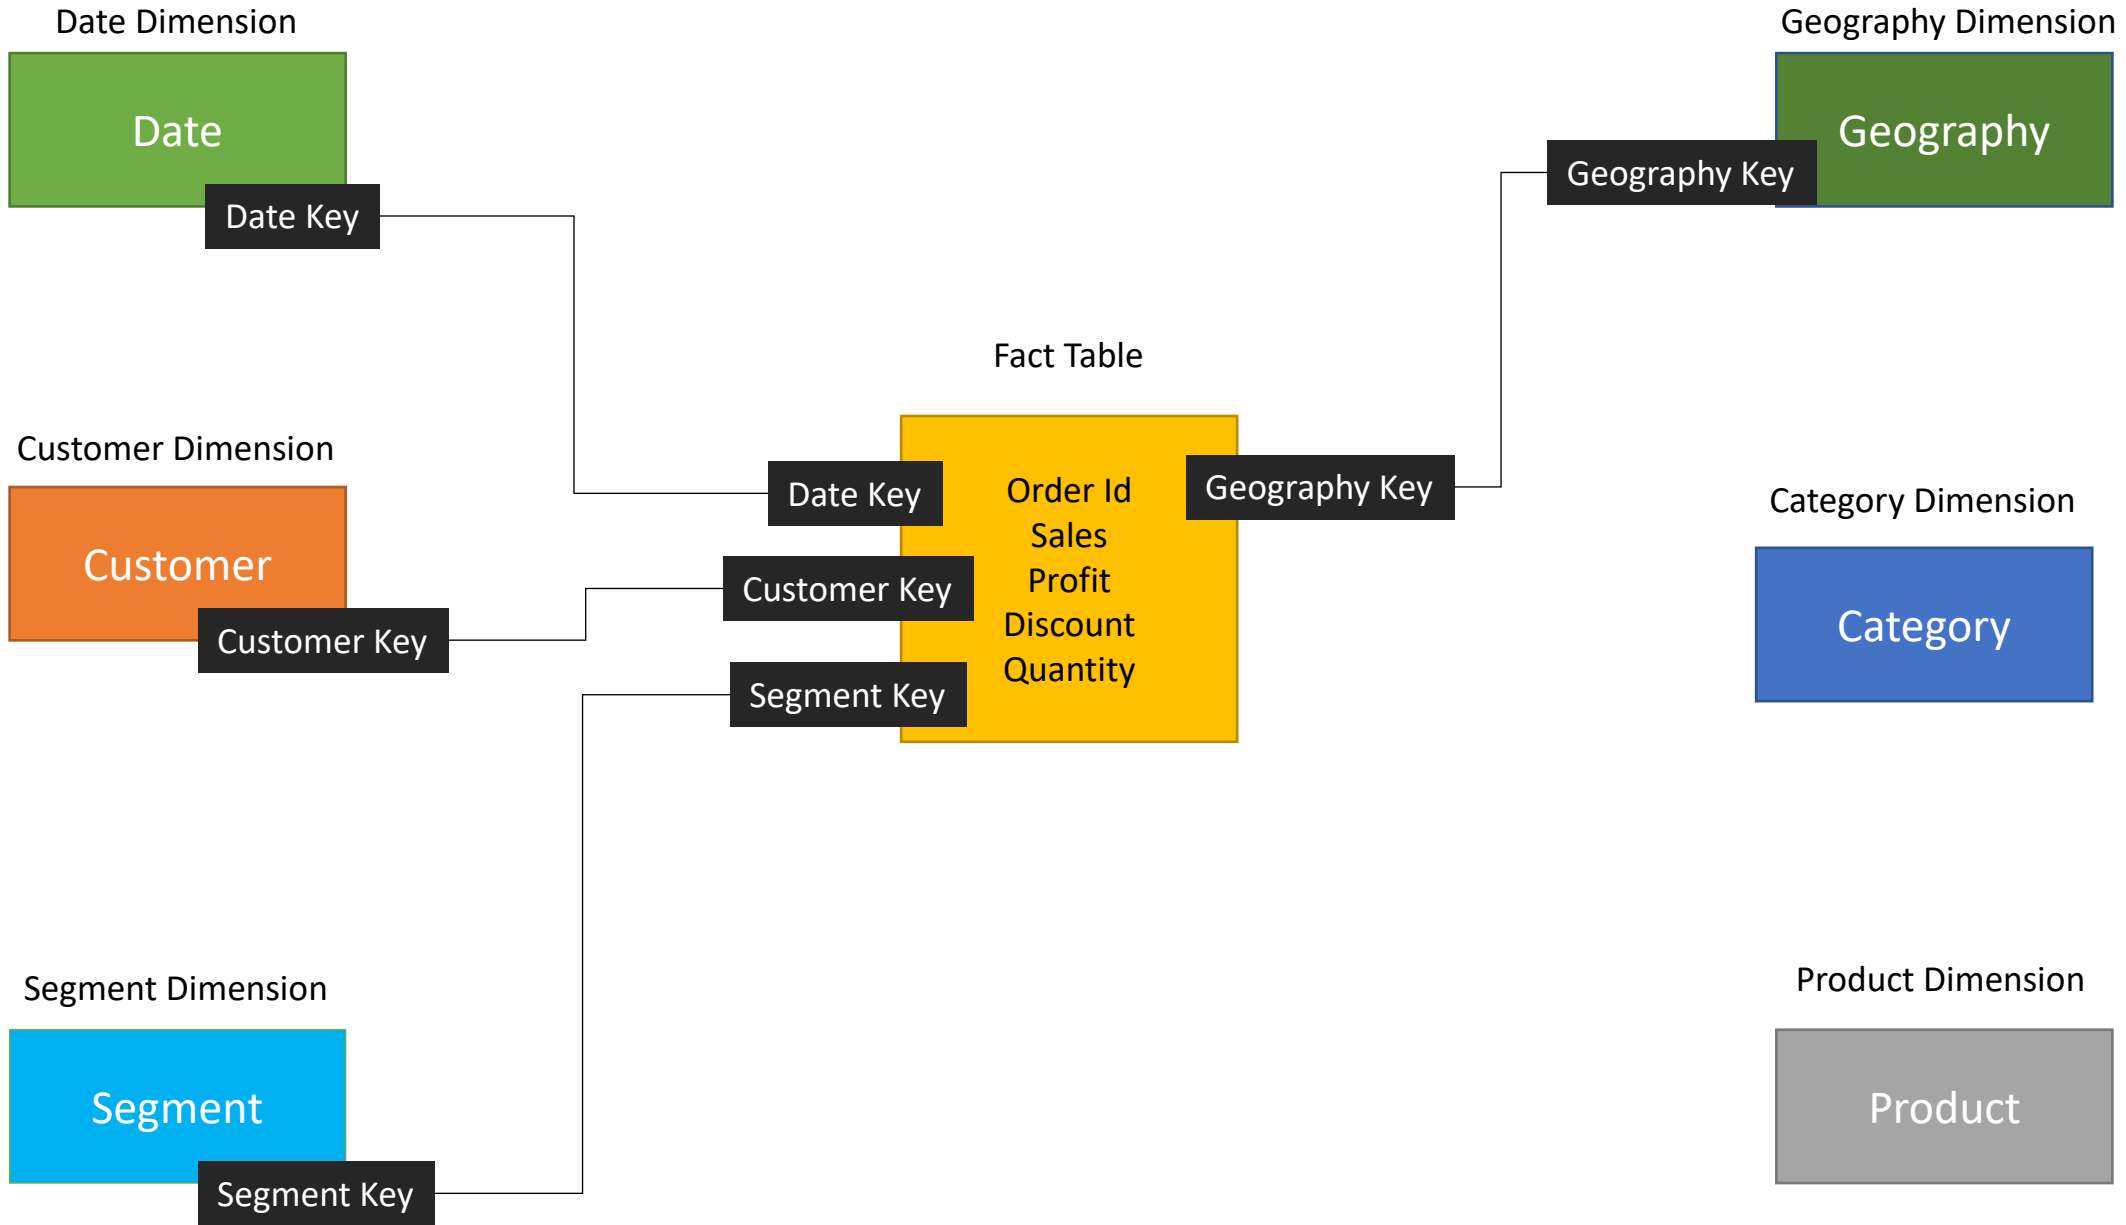 Date Dimension
Date
Date Key
Geography Dimension
Geography
Geography Key
Fact Table
Order Id
Sales
Profit
Discount
Quantity
Date Key
Customer Key
Segment Key
Geography Key
Customer Dimension
Customer
Customer Key
Category Dimension
Category
Segment Dimension
Segment
Segment Key
Product Dimension
Product